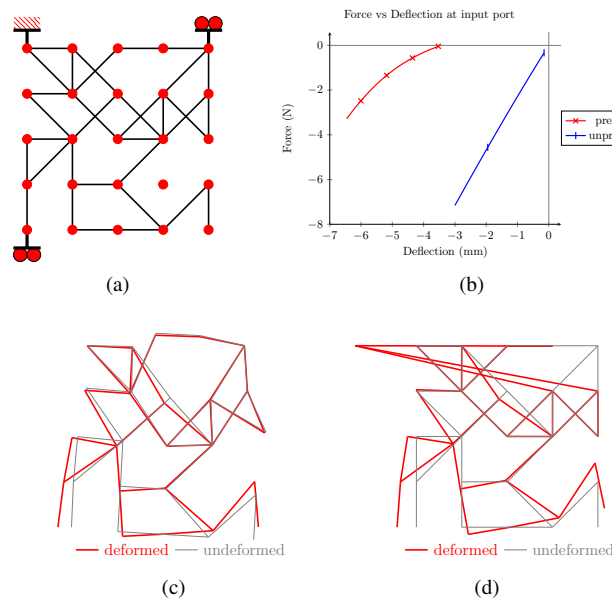 Force vs Deflection at input port
0
−2
−4
−6
−8
Force (N)
−7 −6 −5 −4 −3 −2 −1 0
Deflection (mm)
(a)
(b)
deformed undeformed
deformed undeformed
(c)
(d)